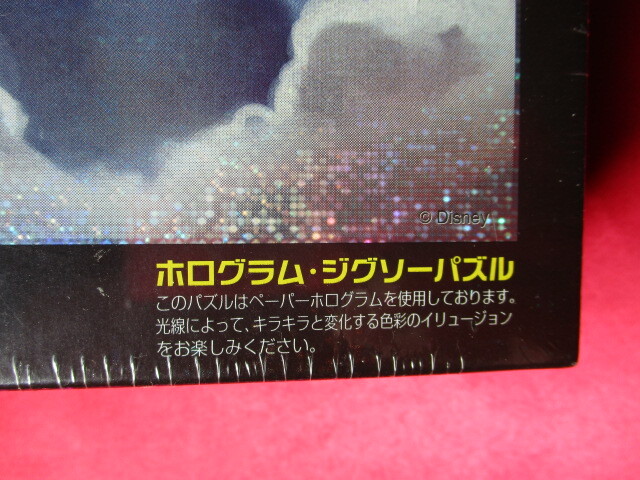 © Disney
ホログラム・ジグソーパズル
このパズルはペーパーホログラムを使用しております。
光線によって、キラキラと変化する色彩のイリュージョン
をお楽しみください。